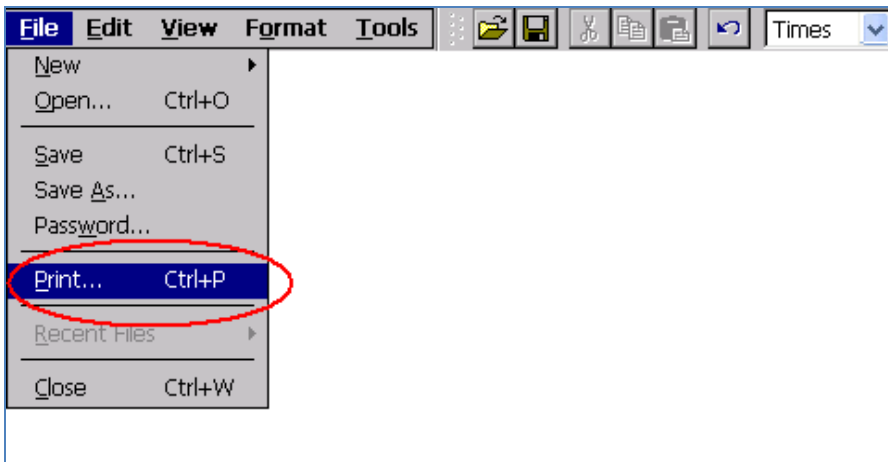 File Edit View Format Tools Times
New
Open... Ctrl+O
Save Ctrl+S
Save As...
Password...
Print... Ctrl+P
Recent Files
Close Ctrl+W